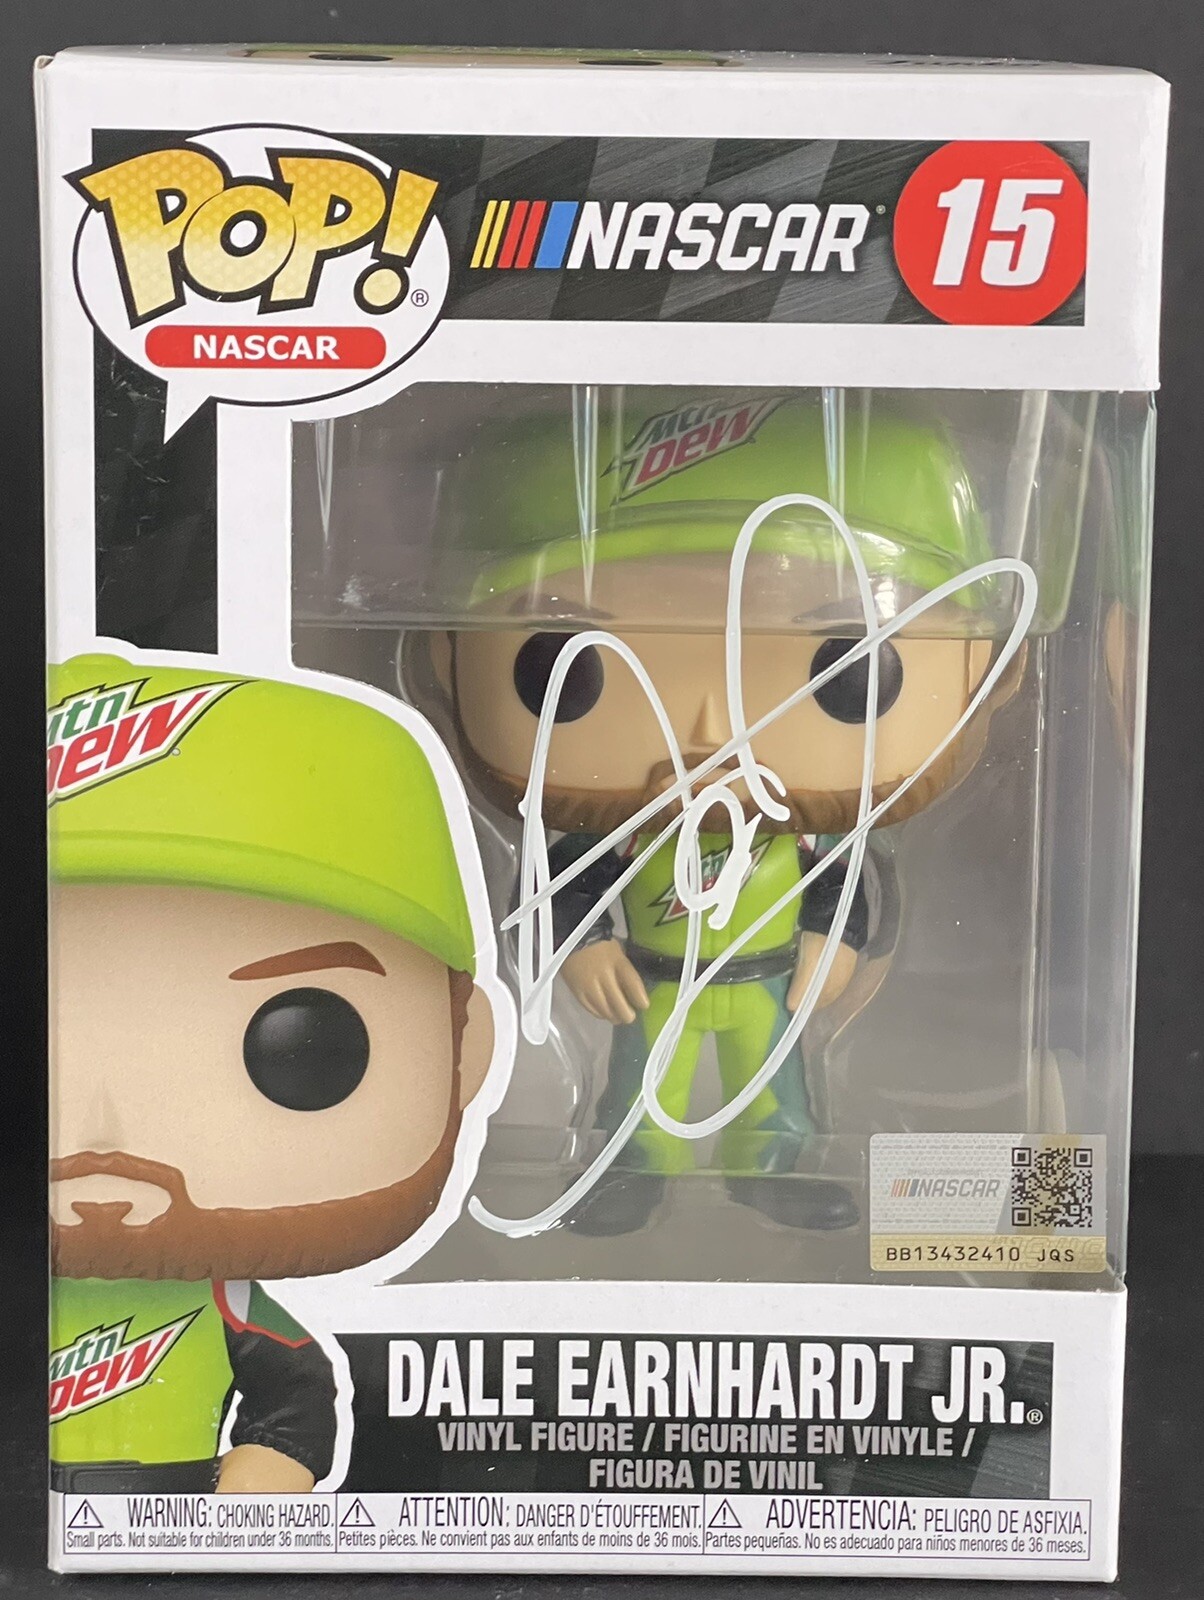 POP!®
NASCAR
NASCAR®
15
Mtn
Dew
mtn
Dew
mtn
NASCAR
BB13432410 JQS
mtn
Dew
DALE EARNHARDT JR.®
VINYL FIGURE / FIGURINE EN VINYLE /
FIGURA DE VINIL
WARNING: CHOKING HAZARD.
Small parts. Not suitable for children under 36 months.
ATTENTION: DANGER D'ÉTOUFFEMENT.
Petites pièces. Ne convient pas aux enfants de moins de 36 mois.
ADVERTENCIA: PELIGRO DE ASFIXIA.
Partes pequeñas. No es adecuado para niños menores de 36 meses.